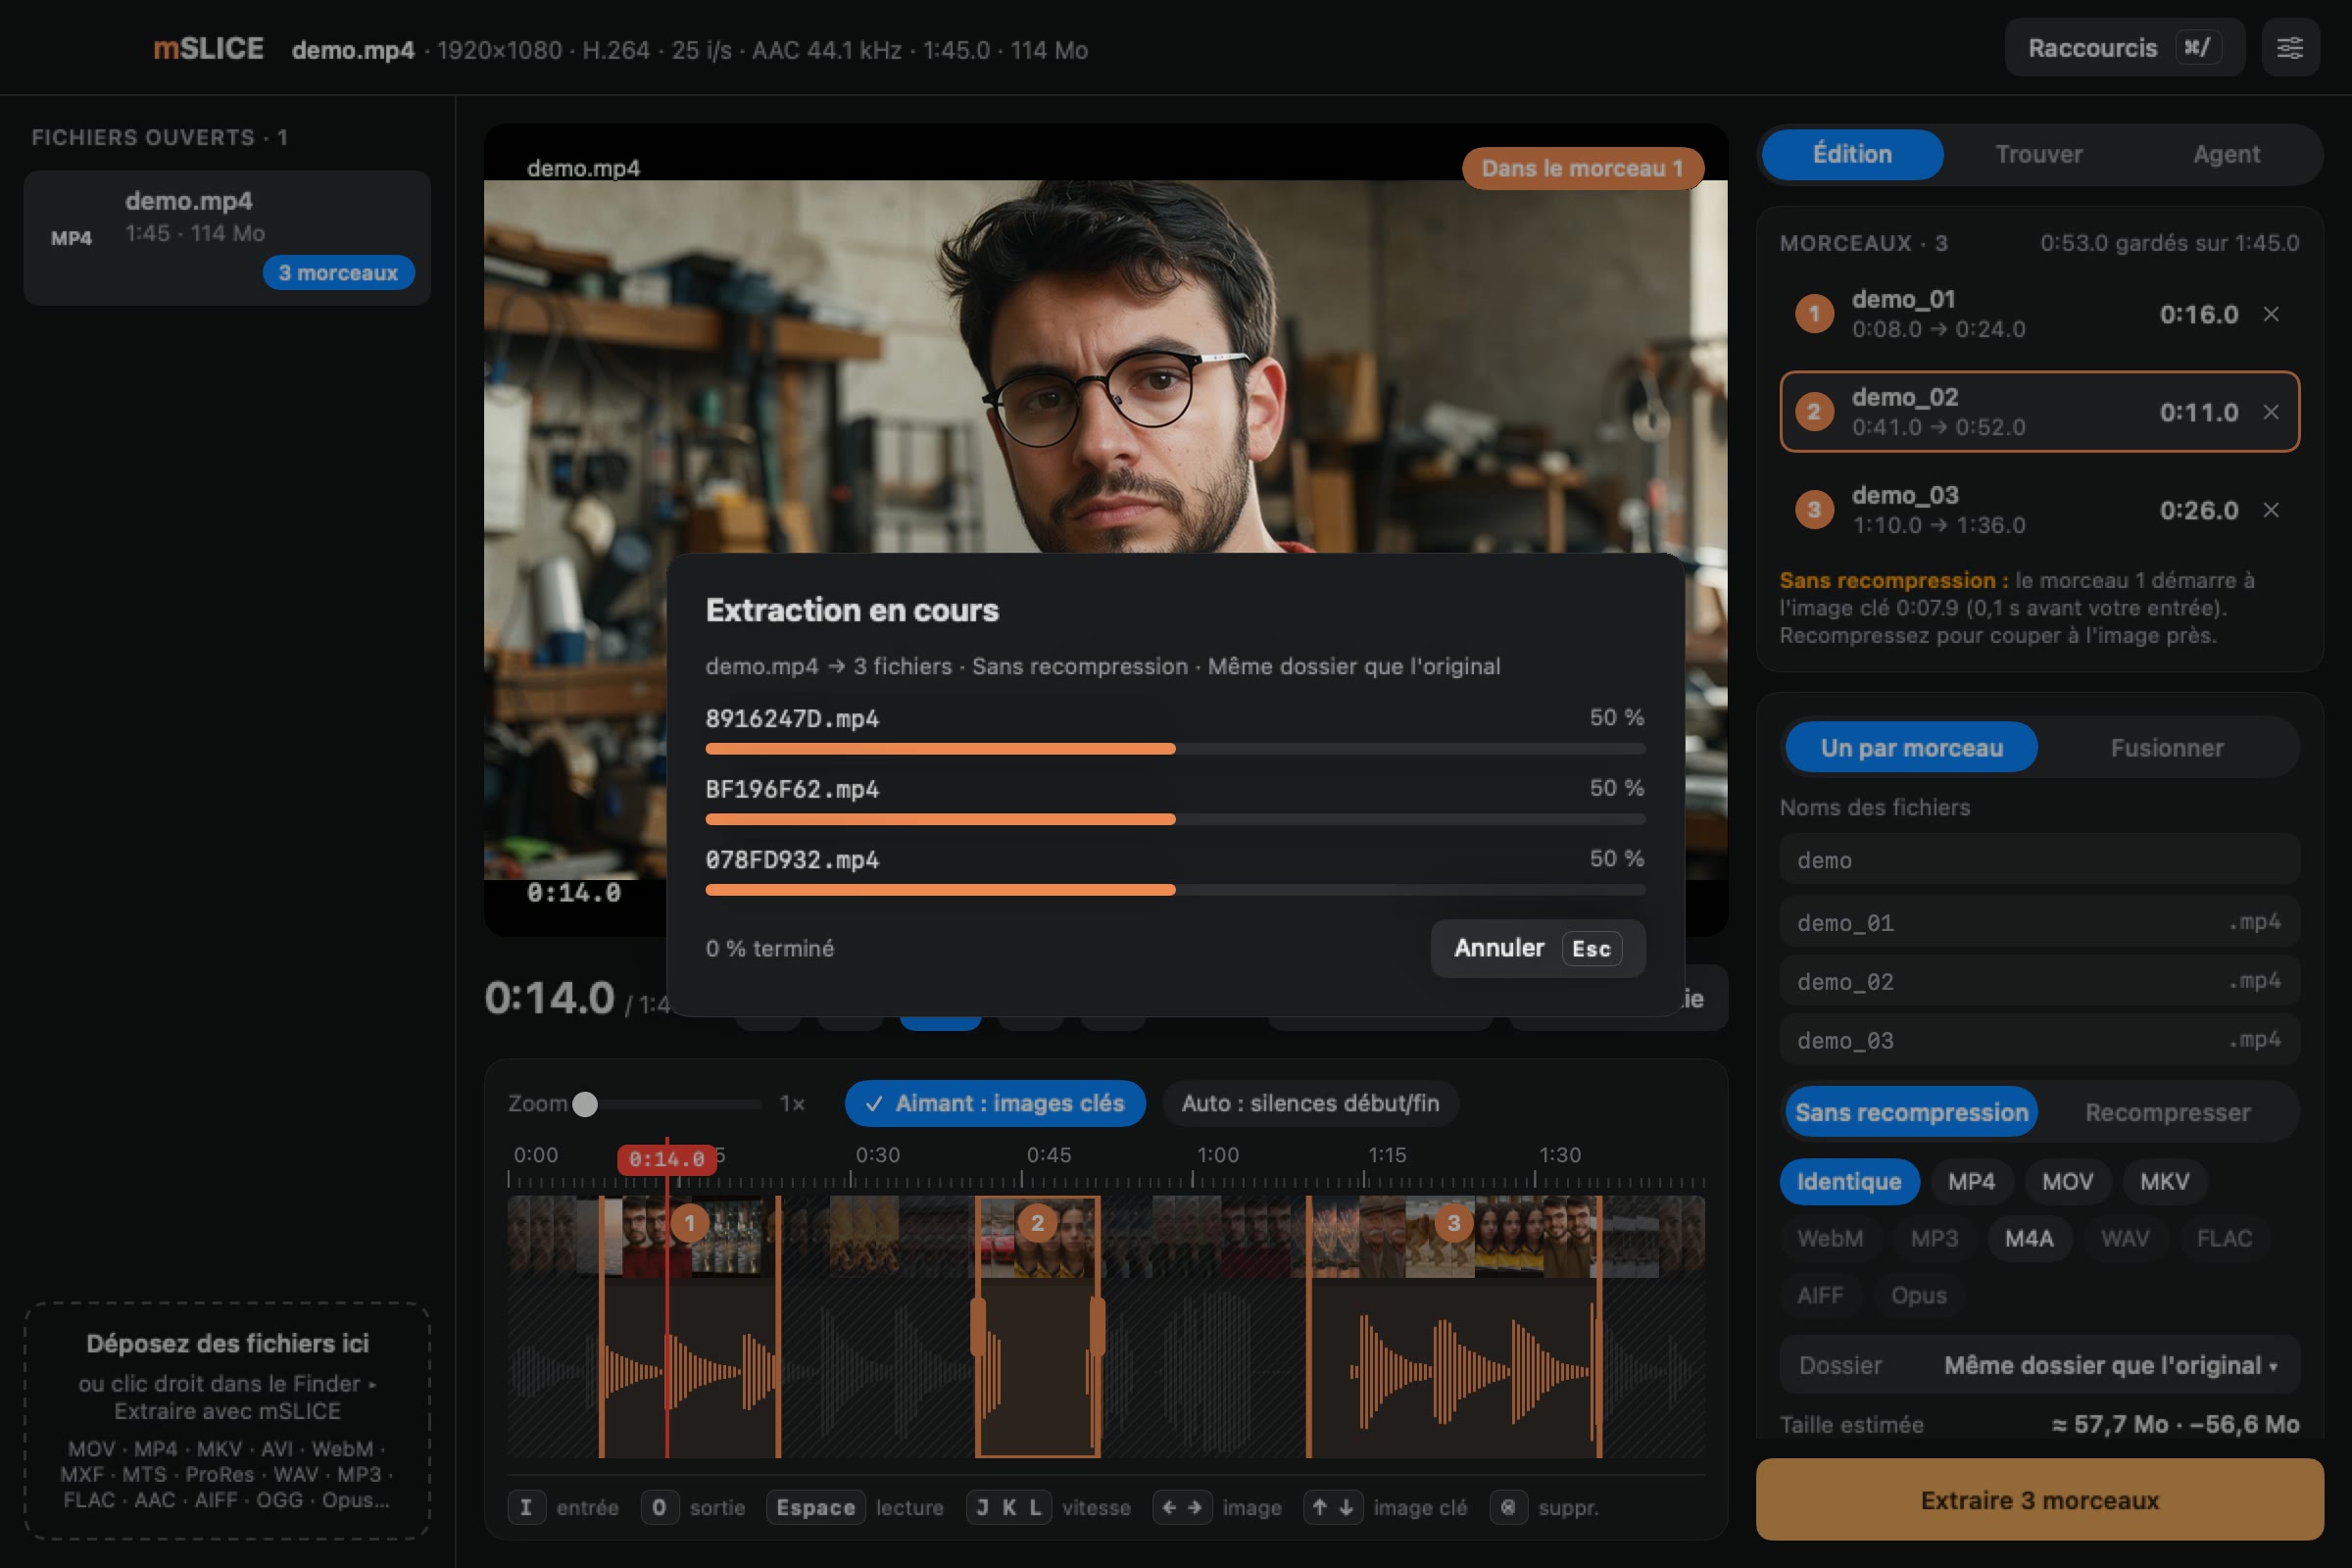 mSLICE demo.mp4 · 1920×1080 · H.264 · 25 i/s · AAC 44.1 kHz · 1:45.0 · 114 Mo
Raccourcis ⌘/
FICHIERS OUVERTS · 1
MP4
demo.mp4
1:45 · 114 Mo
3 morceaux
Déposez des fichiers ici
ou clic droit dans le Finder ▸
Extraire avec mSLICE
MOV · MP4 · MKV · AVI · WebM ·
MXF · MTS · ProRes · WAV · MP3 ·
FLAC · AAC · AIFF · OGG · Opus…
demo.mp4
Dans le morceau 1
0:14.0
Extraction en cours
demo.mp4 → 3 fichiers · Sans recompression · Même dossier que l'original
8916247D.mp4 50 %
BF196F62.mp4 50 %
078FD932.mp4 50 %
0 % terminé
Annuler Esc
0:14.0 / 1:4
ie
Zoom 1×
✓ Aimant : images clés
Auto : silences début/fin
0:00 0:14.0 5 0:30 0:45 1:00 1:15 1:30
1 2 3
I entrée O sortie Espace lecture J K L vitesse ← → image ↑ ↓ image clé ⌫ suppr.
Édition Trouver Agent
MORCEAUX · 3 0:53.0 gardés sur 1:45.0
1 demo_01 0:16.0 ×
0:08.0 → 0:24.0
2 demo_02 0:11.0 ×
0:41.0 → 0:52.0
3 demo_03 0:26.0 ×
1:10.0 → 1:36.0
Sans recompression : le morceau 1 démarre à
l'image clé 0:07.9 (0,1 s avant votre entrée).
Recompressez pour couper à l'image près.
Un par morceau Fusionner
Noms des fichiers
demo
demo_01 .mp4
demo_02 .mp4
demo_03 .mp4
Sans recompression Recompresser
Identique MP4 MOV MKV
WebM MP3 M4A WAV FLAC
AIFF Opus
Dossier Même dossier que l'original ▾
Taille estimée ≈ 57,7 Mo · −56,6 Mo
Extraire 3 morceaux